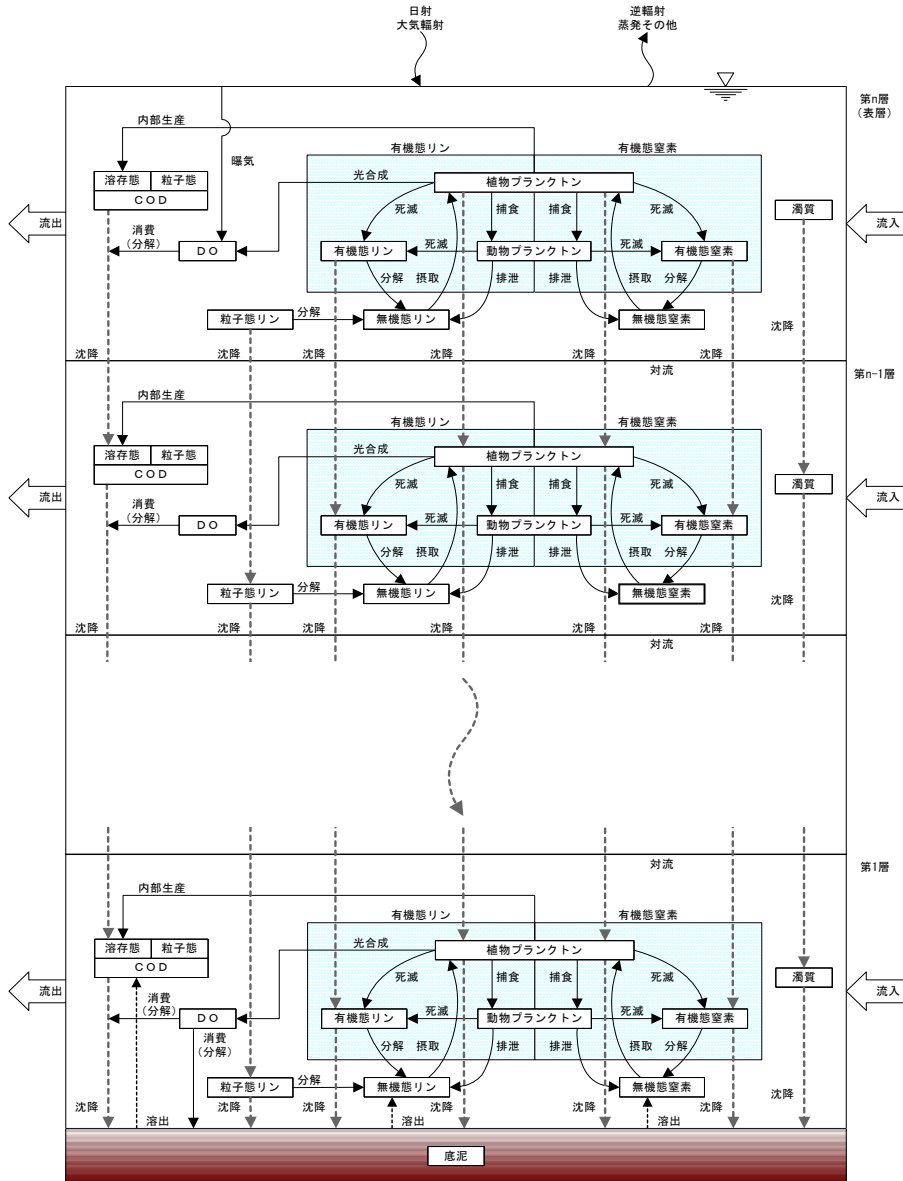 日射
大気輻射
逆輻射
蒸発その他
第n層
(表層)
内部生産
曝気
有機態リン
有機態窒素
光合成
植物プランクトン
溶存態
粒子態
COD
死滅
捕食
捕食
死滅
濁質
流出
流入
消費
(分解)
DO
有機態リン
死滅
動物プランクトン
死滅
有機態窒素
分解
摂取
排泄
排泄
摂取
分解
粒子態リン
分解
無機態リン
無機態窒素
沈降
沈降
沈降
沈降
沈降
沈降
沈降
対流
第n-1層
内部生産
有機態リン
有機態窒素
光合成
植物プランクトン
溶存態
粒子態
COD
死滅
捕食
捕食
死滅
濁質
流出
流入
消費
(分解)
DO
有機態リン
死滅
動物プランクトン
死滅
有機態窒素
分解
摂取
排泄
排泄
摂取
分解
粒子態リン
分解
無機態リン
無機態窒素
沈降
沈降
沈降
沈降
沈降
沈降
沈降
対流
対流
第1層
内部生産
有機態リン
有機態窒素
光合成
植物プランクトン
溶存態
粒子態
COD
死滅
捕食
捕食
死滅
濁質
流出
流入
消費
(分解)
DO
消費
(分解)
有機態リン
死滅
動物プランクトン
死滅
有機態窒素
分解
摂取
排泄
排泄
摂取
分解
粒子態リン
分解
無機態リン
無機態窒素
沈降
沈降
沈降
沈降
沈降
沈降
沈降
溶出
溶出
溶出
底泥